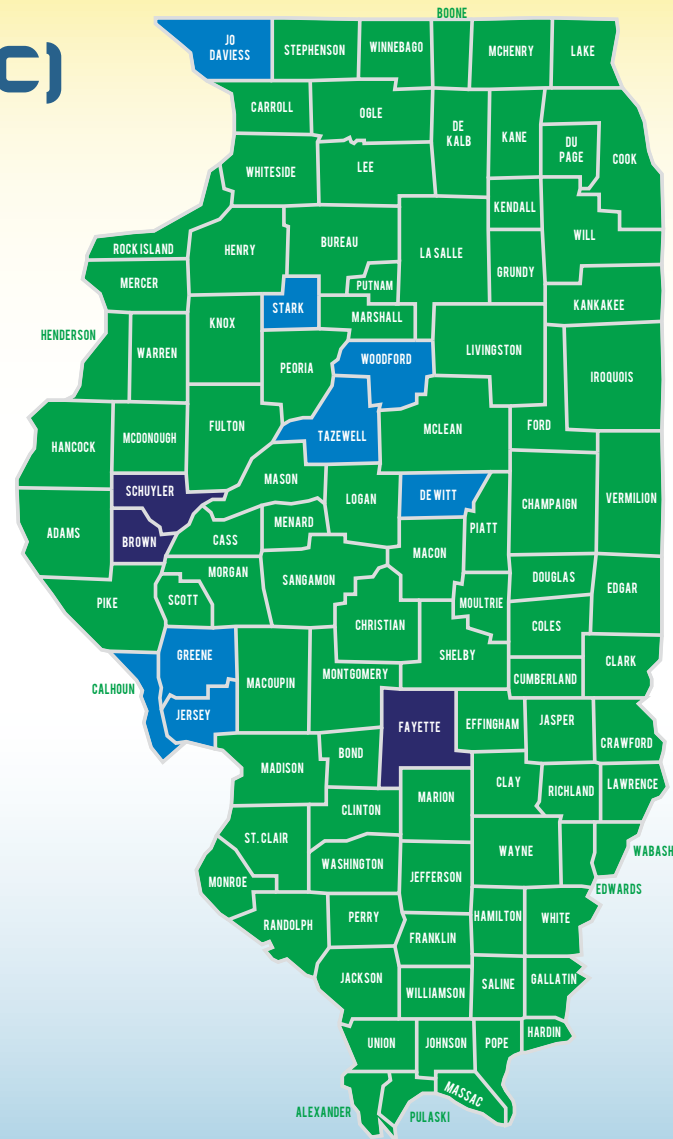 BOONE
JO
DAVIESS
STEPHENSON
WINNEBAGO
MCHENRY
LAKE
C)
CARROLL
OGLE
DE
KALB
KANE
DU
PAGE
COOK
WHITESIDE
LEE
KENDALL
WILL
ROCK ISLAND
HENRY
BUREAU
LA SALLE
GRUNDY
MERCER
PUTNAM
KANKAKEE
STARK
MARSHALL
KNOX
HENDERSON
WARREN
PEORIA
WOODFORD
LIVINGSTON
IROQUOIS
HANCOCK
MCDONOUGH
FULTON
TAZEWELL
MCLEAN
FORD
SCHUYLER
MASON
LOGAN
DE WITT
CHAMPAIGN
VERMILION
ADAMS
BROWN
CASS
MENARD
PIATT
MACON
PIKE
SCOTT
MORGAN
SANGAMON
DOUGLAS
EDGAR
CHRISTIAN
MOULTRIE
COLES
GREENE
SHELBY
CLARK
CALHOUN
MACOUPIN
MONTGOMERY
CUMBERLAND
JERSEY
FAYETTE
EFFINGHAM
JASPER
CRAWFORD
MADISON
BOND
CLAY
RICHLAND
LAWRENCE
CLINTON
MARION
ST. CLAIR
WAYNE
WABASH
WASHINGTON
JEFFERSON
EDWARDS
MONROE
RANDOLPH
PERRY
HAMILTON
WHITE
FRANKLIN
JACKSON
WILLIAMSON
SALINE
GALLATIN
UNION
JOHNSON
POPE
HARDIN
ALEXANDER
PULASKI
MASSAC